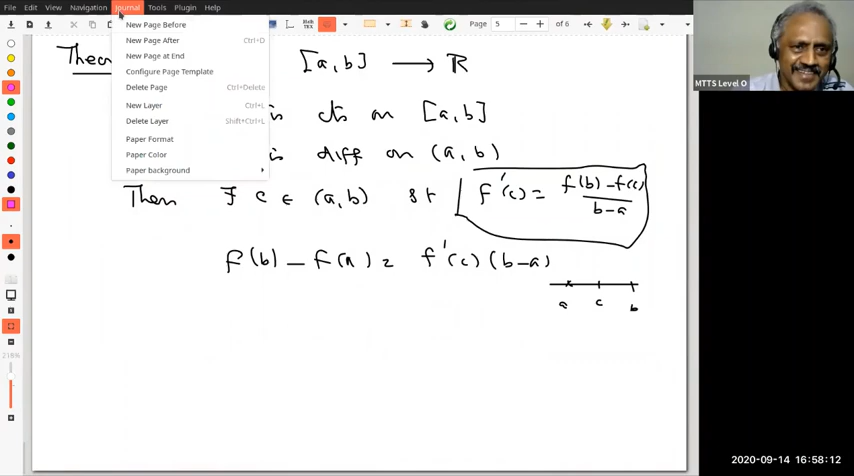 File Edit View Navigation Journal Tools Plugin Help
Page 5 of 6
New Page Before
New Page After Ctrl+D
New Page at End
Configure Page Template
Delete Page Ctrl+Delete
New Layer Ctrl+L
Delete Layer Shift+Ctrl+L
Paper Format
Paper Color
Paper background
Theo [a, b] ⟶ ℝ
is cts on [a, b]
is diff on (a, b)
Then ∃ c ∈ (a, b) st f'(c) = f(b) – f(c) / b – a
f(b) – f(a) = f'(c) (b – a)
a c b
218%
MTTS Level O
2020-09-14 16:58:12